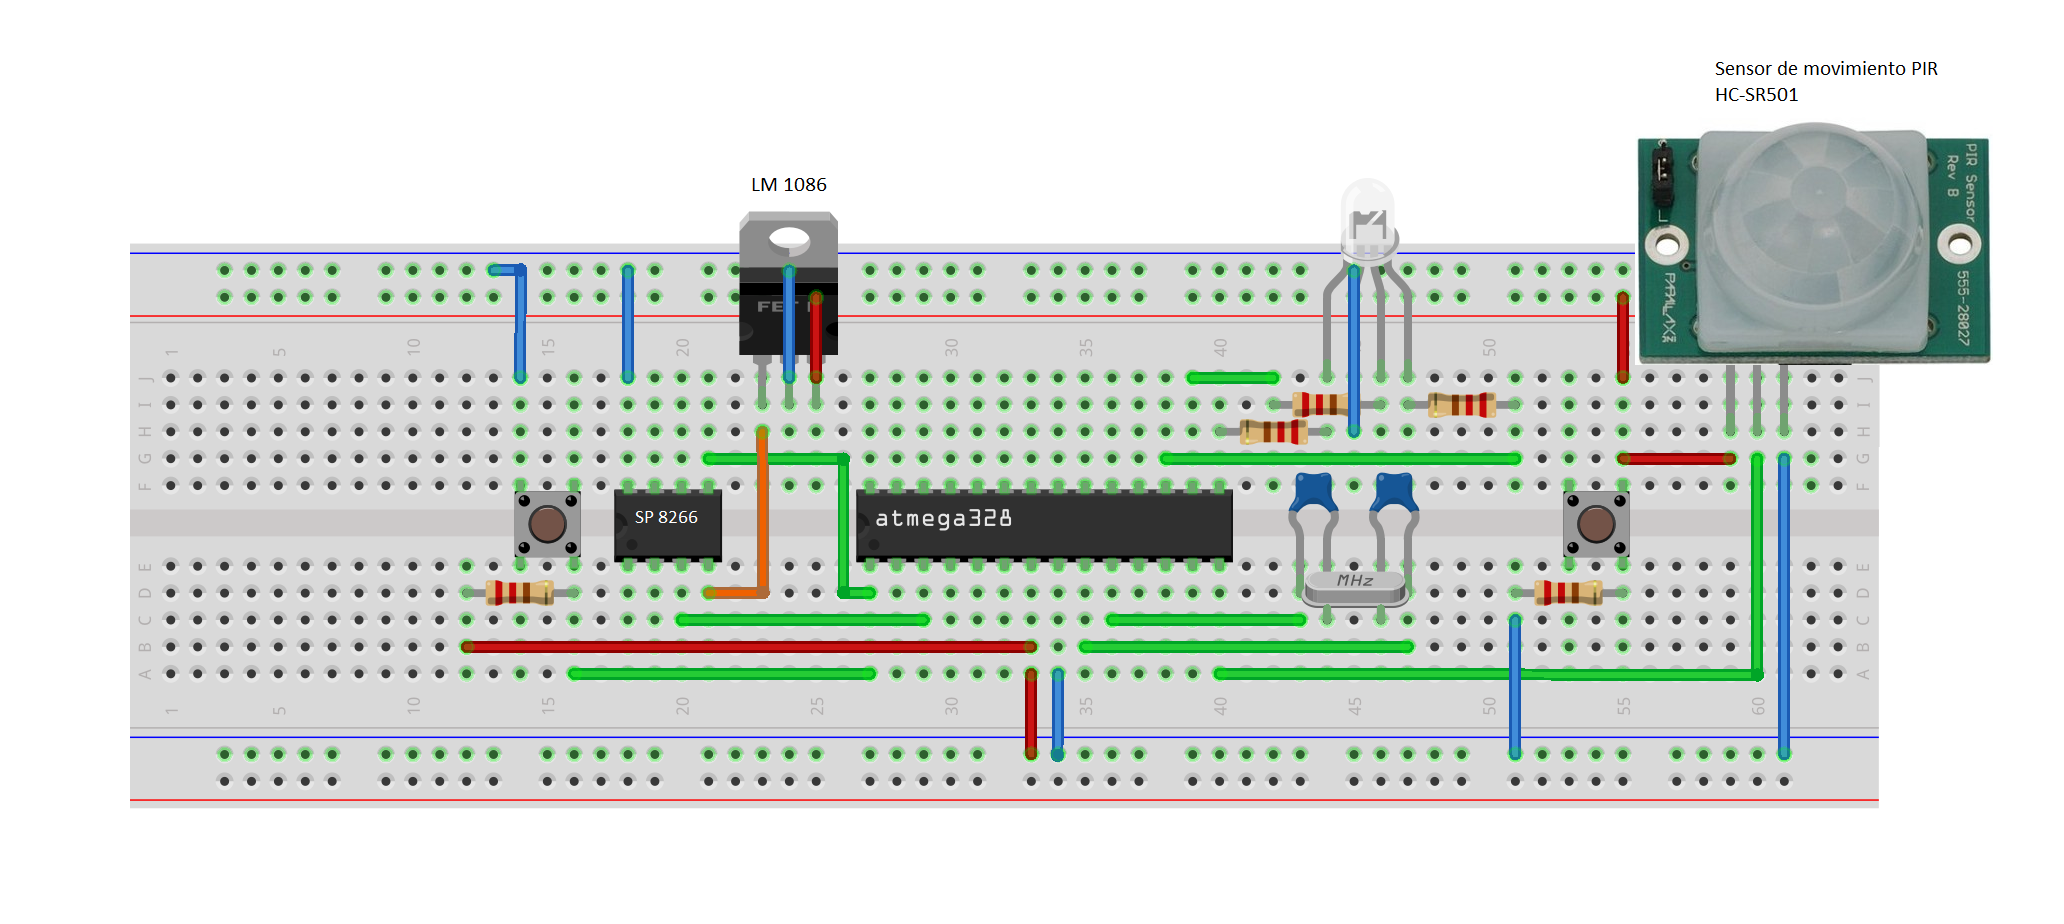 Sensor de movimiento PIR
HC-SR501
PIR Sensor
Rev B
555-28027
PARALLAX
LM 1086
FET
1 5 10 15 20 25 30 35 40 45 50
J J
I I
H H
G G
F F
SP 8266
atmega328
MHz
E E
D D
C C
B B
A A
1 5 10 15 20 25 30 35 40 45 50 55 60